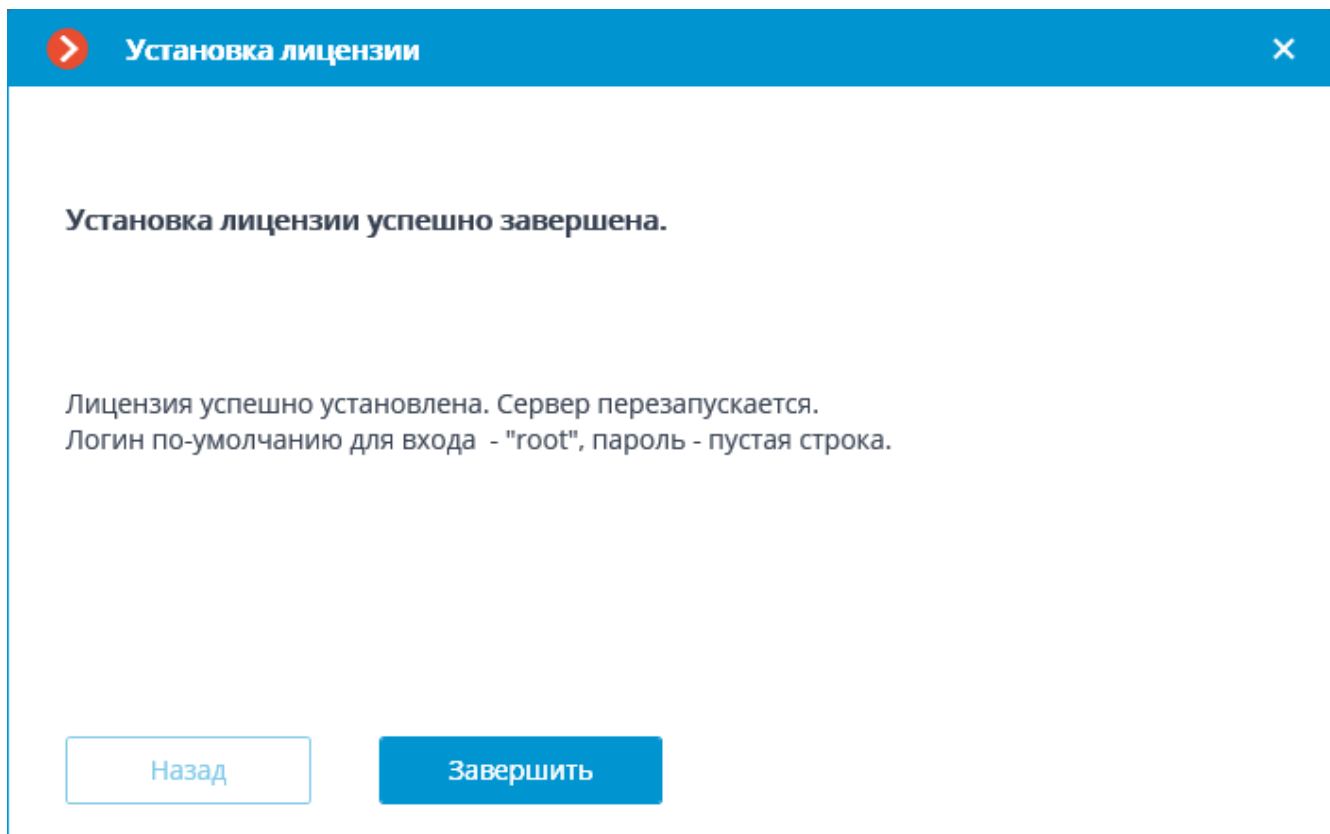 Установка лицензии
Установка лицензии успешно завершена.
Лицензия успешно установлена. Сервер перезапускается.
Логин по-умолчанию для входа  - "root", пароль - пустая строка.
Назад
Завершить